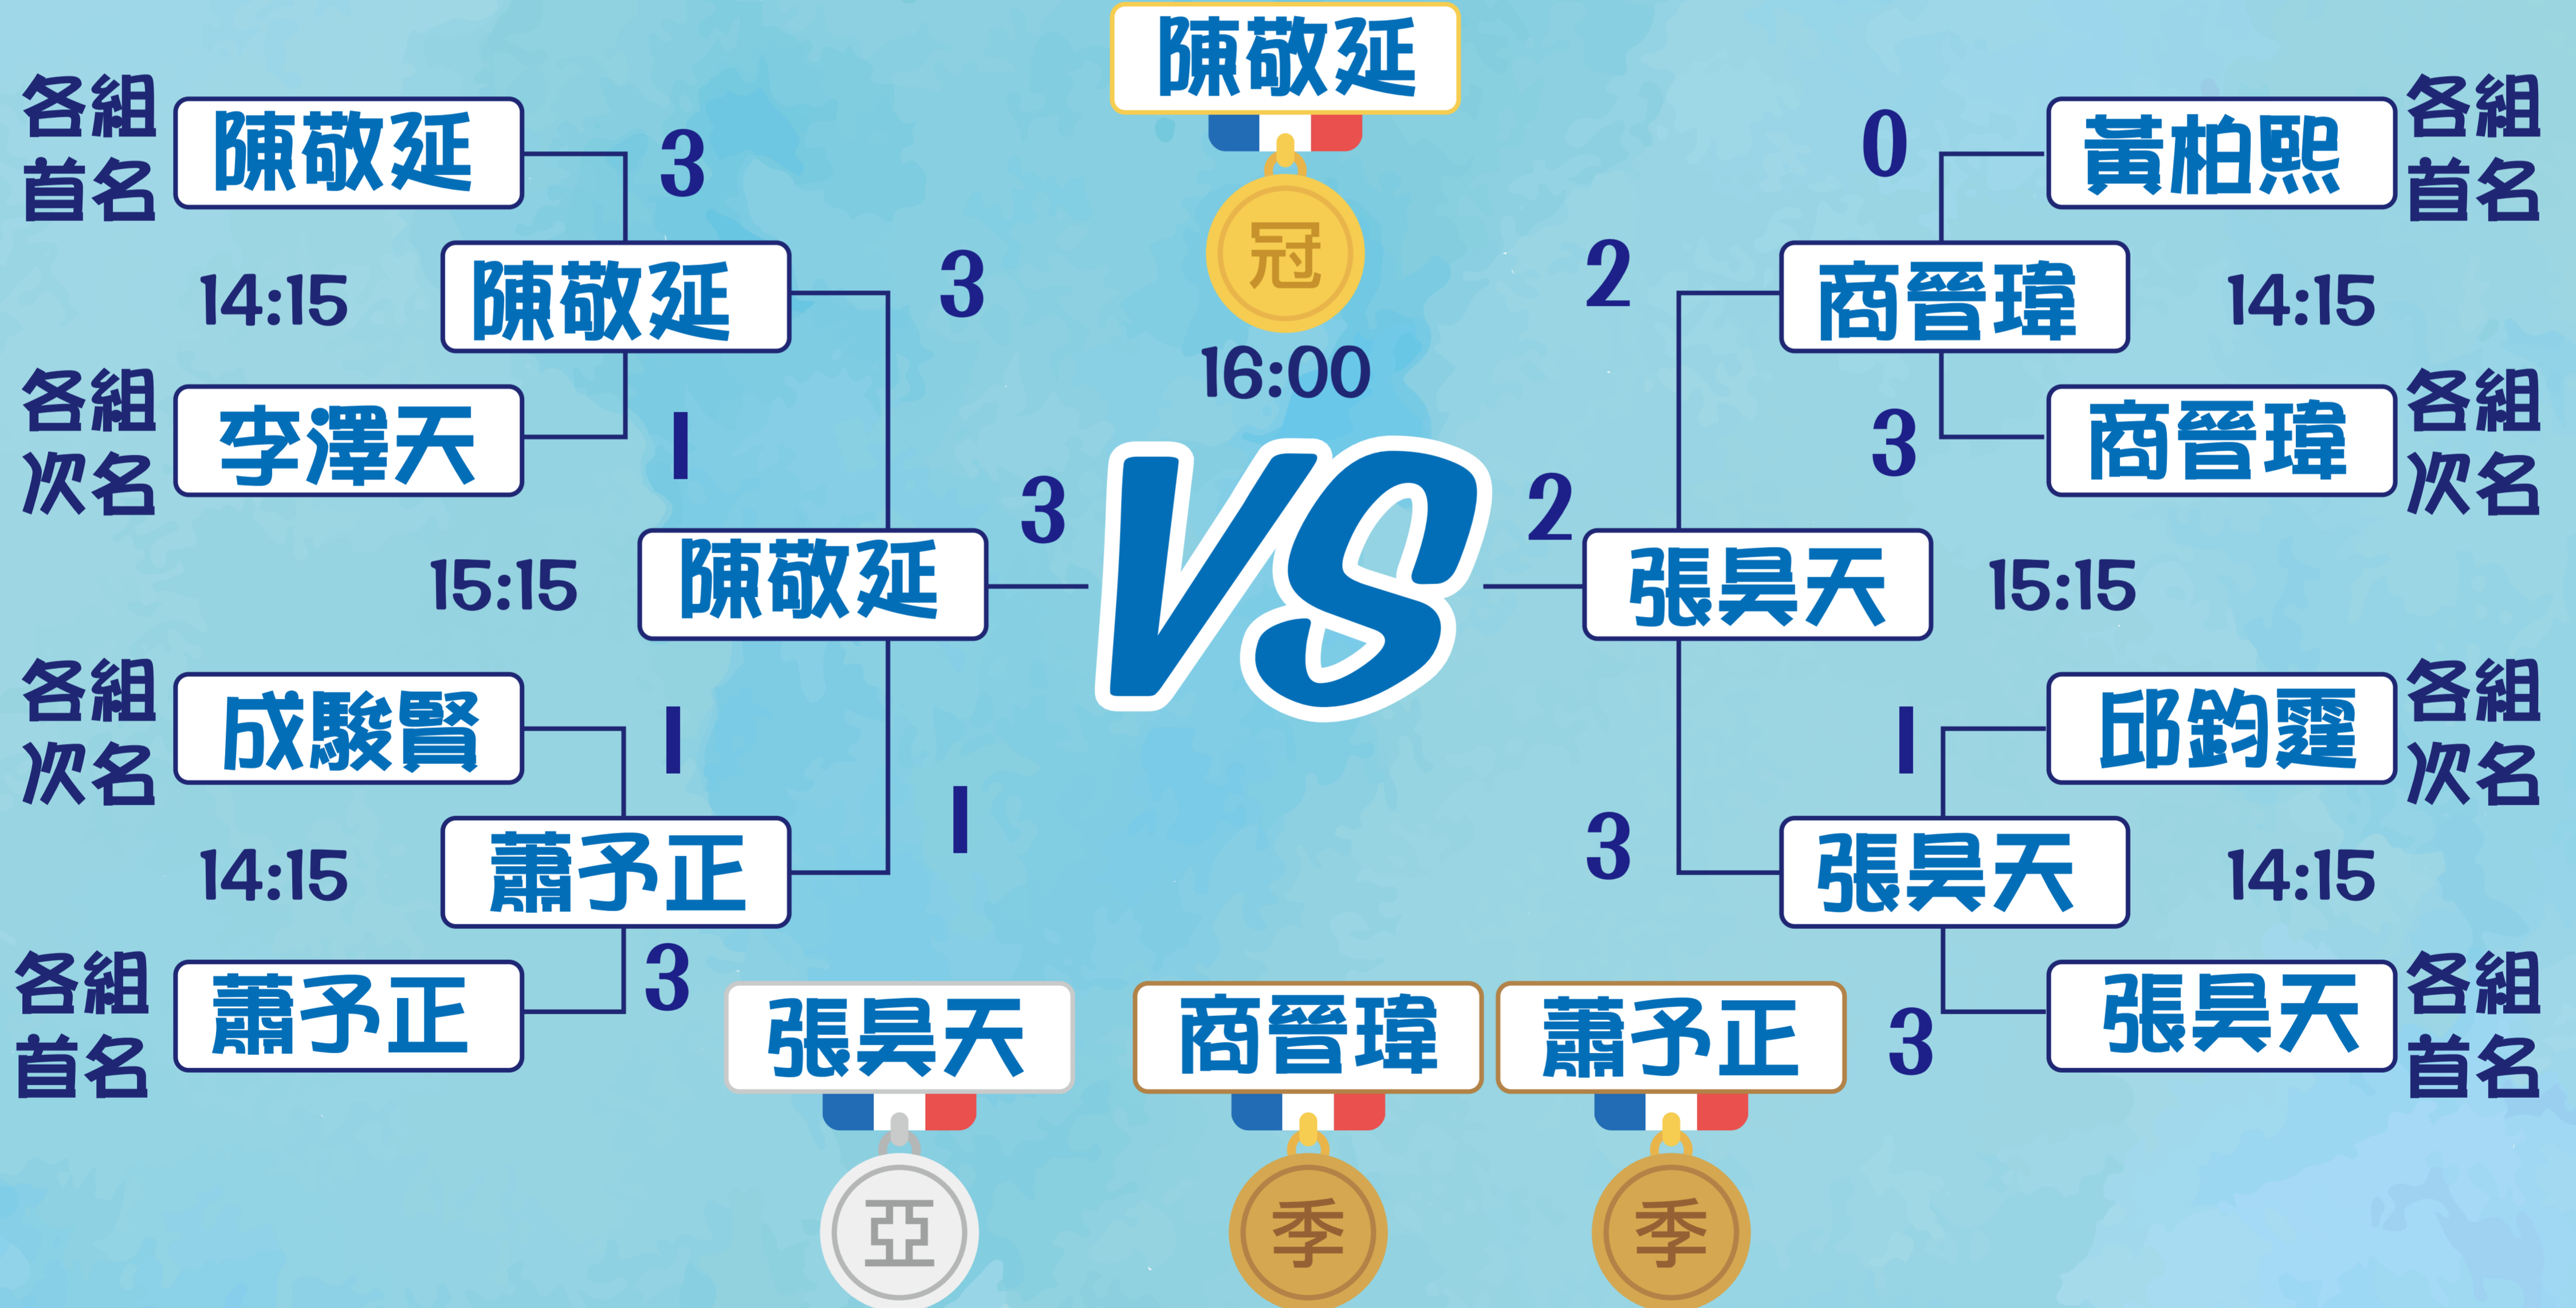 陳敬延
冠
16:00
VS
各組
首名
陳敬延
3
14:15
陳敬延
3
各組
次名
李澤天
1
15:15
陳敬延
3
各組
次名
成駿賢
1
14:15
蕭予正
1
各組
首名
蕭予正
3
0
黃柏熙
各組
首名
2
商晉瑋
14:15
3
商晉瑋
各組
次名
2
張昊天
15:15
1
邱鈞霆
各組
次名
3
張昊天
14:15
3
張昊天
各組
首名
張昊天
亞
商晉瑋
季
蕭予正
季